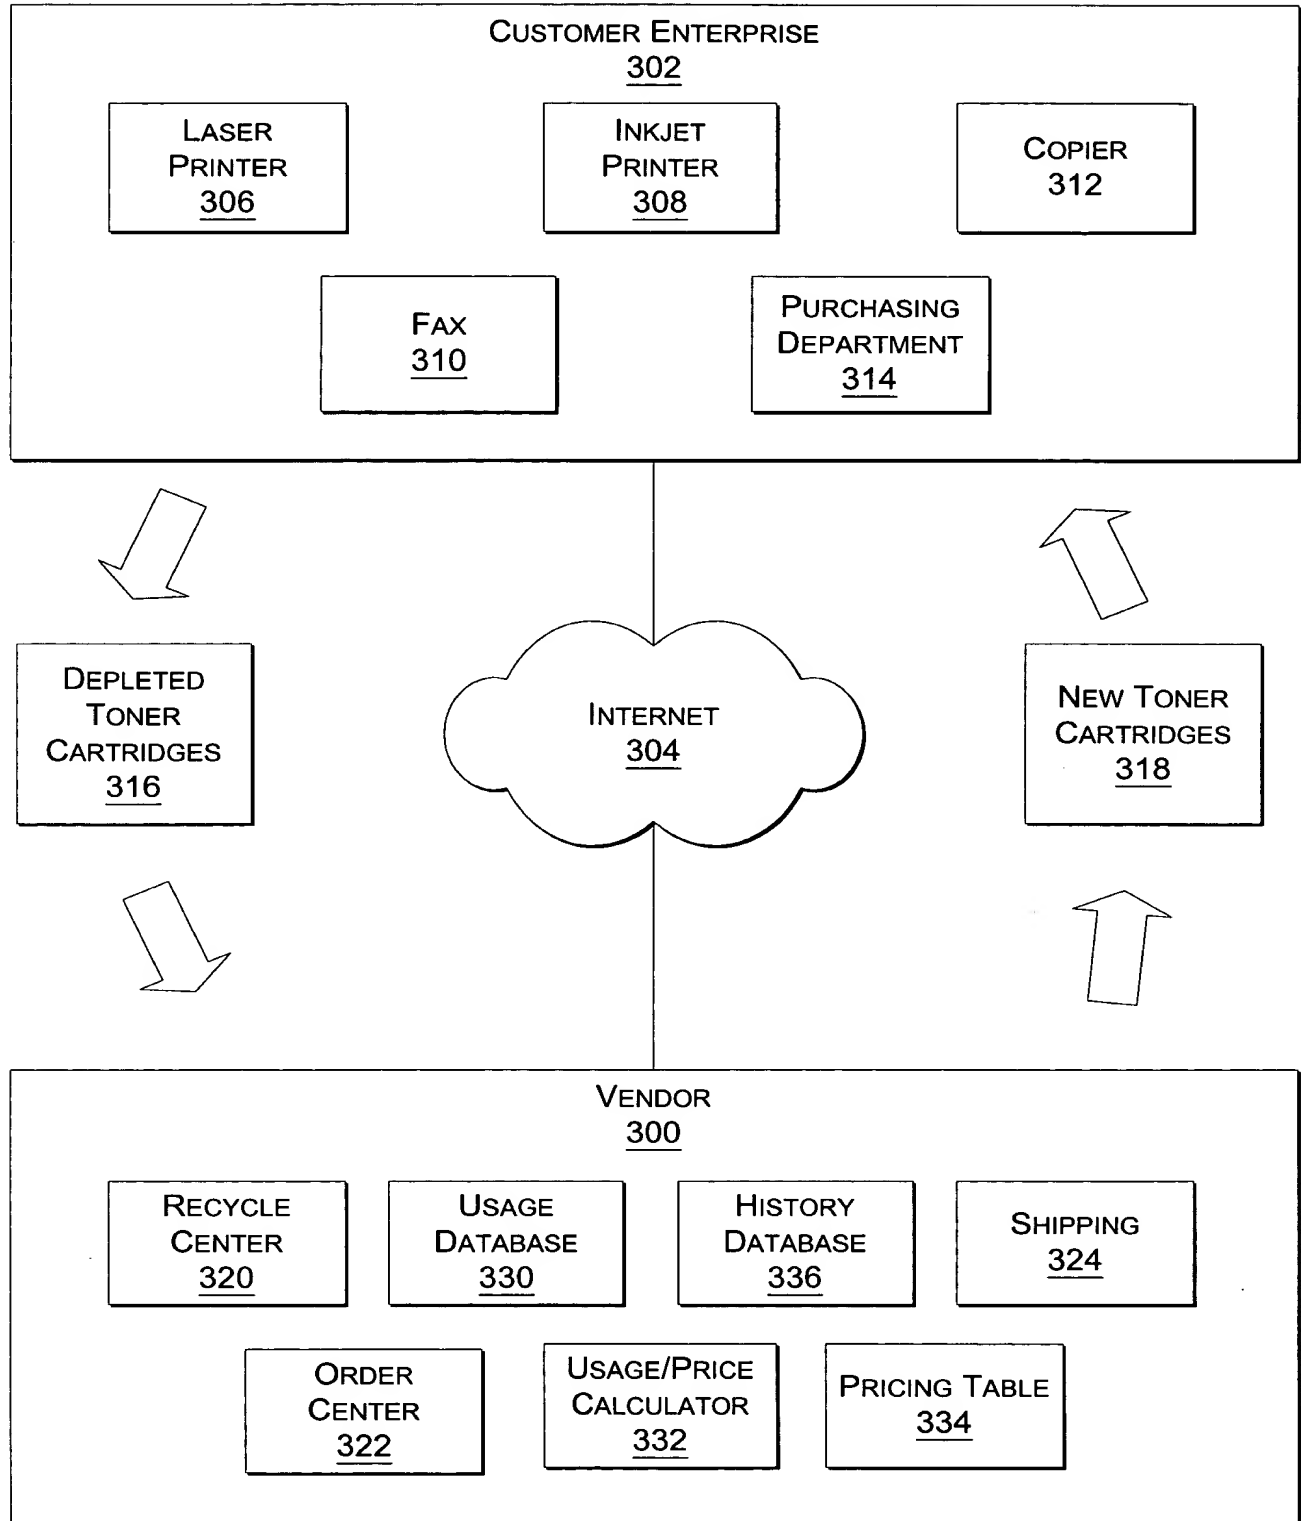 CUSTOMER ENTERPRISE
302
LASER
PRINTER
306
INKJET
PRINTER
308
COPIER
312
FAX
310
PURCHASING
DEPARTMENT
314
DEPLETED
TONER
CARTRIDGES
316
INTERNET
304
NEW TONER
CARTRIDGES
318
VENDOR
300
RECYCLE
CENTER
320
USAGE
DATABASE
330
HISTORY
DATABASE
336
SHIPPING
324
ORDER
CENTER
322
USAGE/PRICE
CALCULATOR
332
PRICING TABLE
334